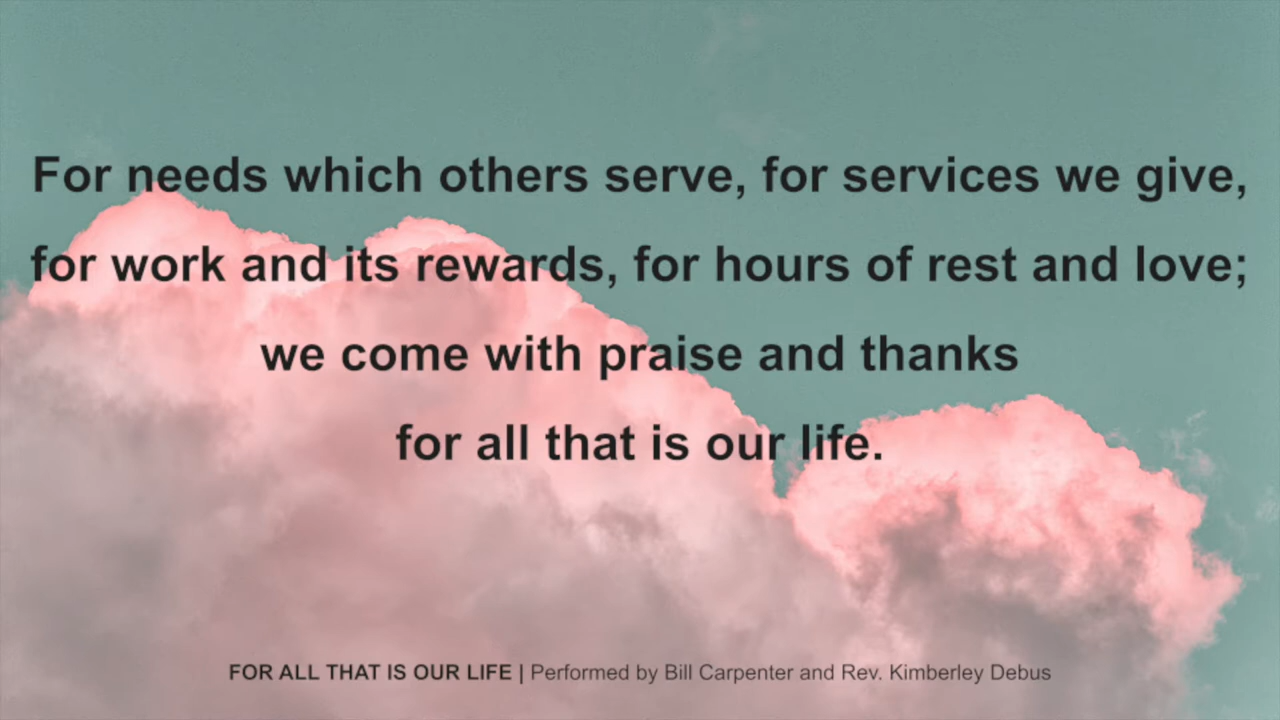 For needs which others serve, for services we give,
for work and its rewards, for hours of rest and love;
we come with praise and thanks
for all that is our life.
FOR ALL THAT IS OUR LIFE | Performed by Bill Carpenter and Rev. Kimberley Debus